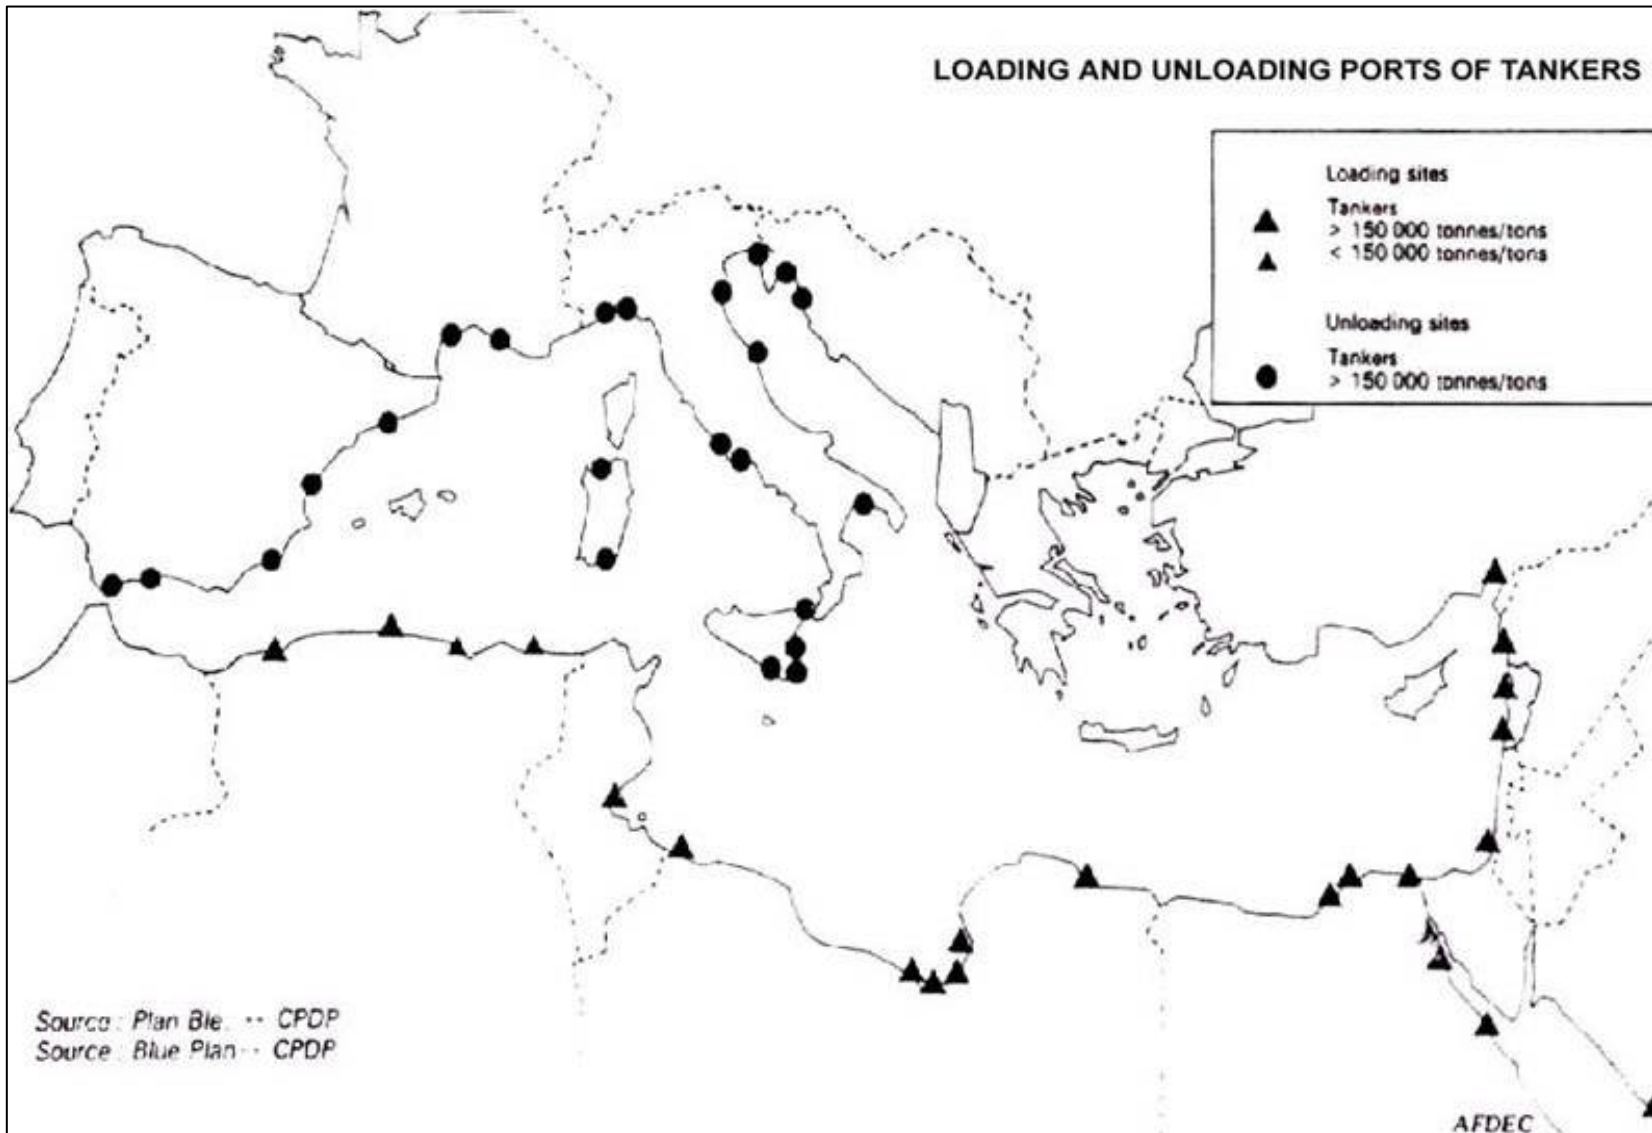 LOADING AND UNLOADING PORTS OF TANKERS
Loading sites
Tankers
> 150 000 tonnes/tons
< 150 000 tonnes/tons
Unloading sites
Tankers
> 150 000 tonnes/tons
Source : Plan Ble. -- CPDP
Source : Blue Plan -- CPDP
AFDEC